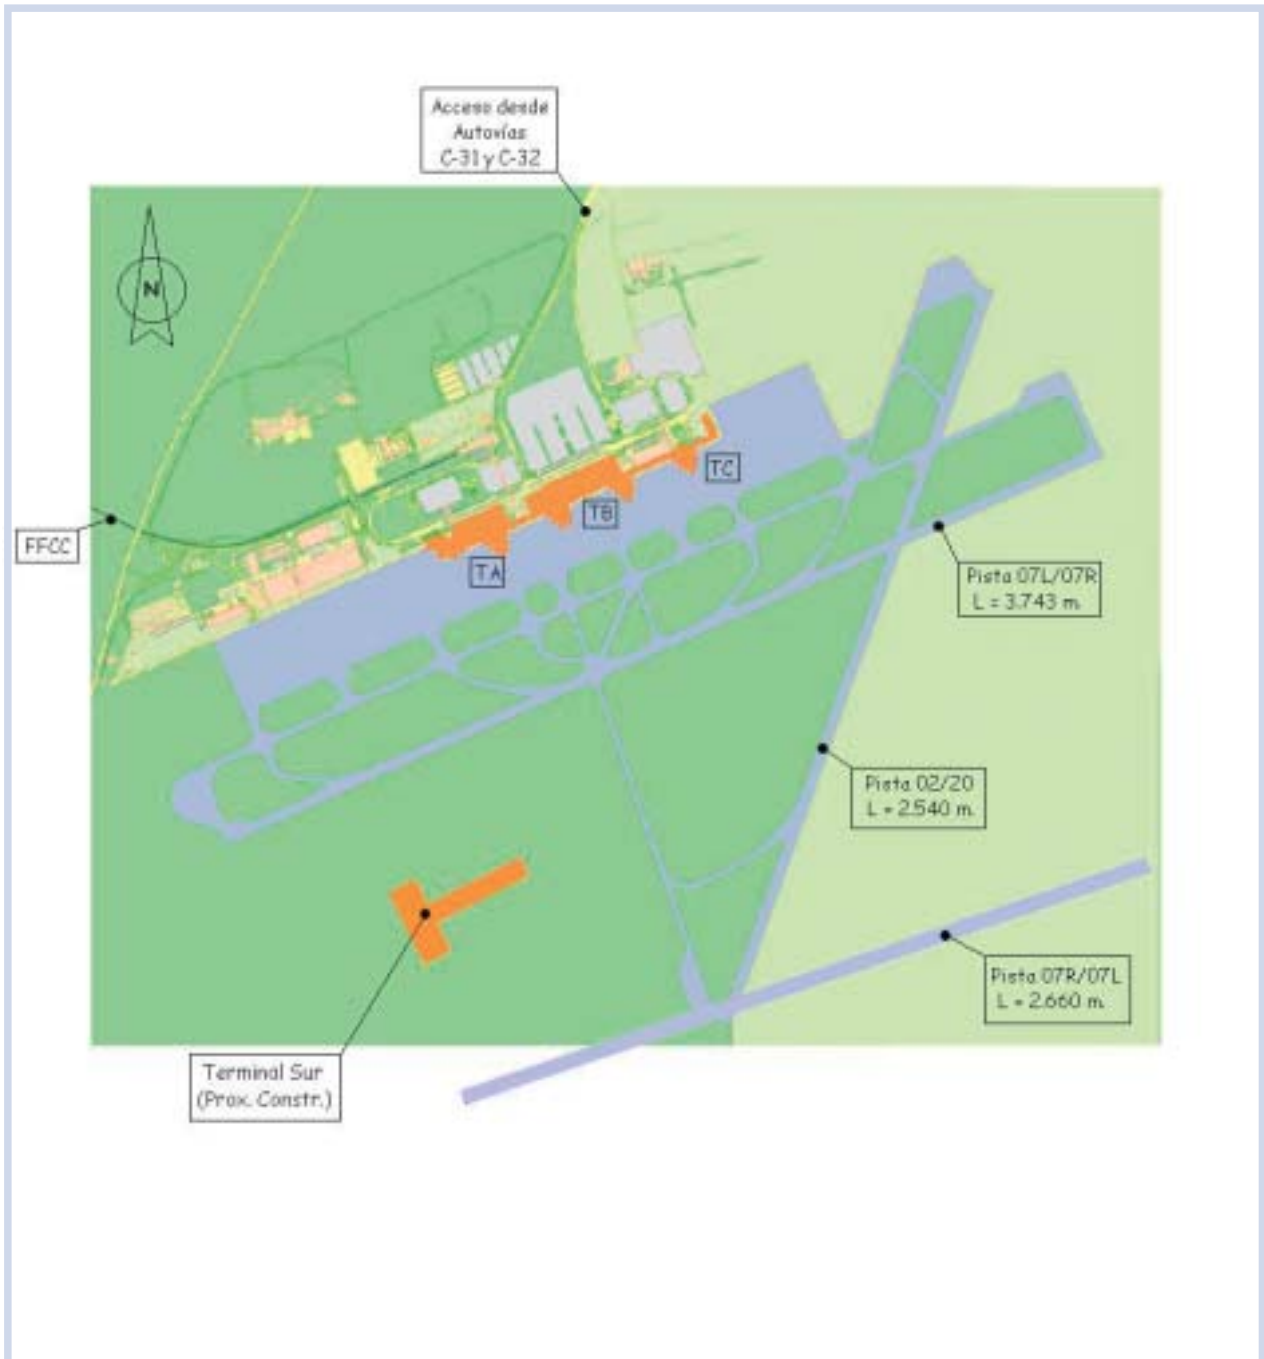 Acceso desde
Autovías
C-31 y C-32
N
TC
TB
TA
FFCC
Pista 07L/07R
L = 3.743 m.
Pista 02/20
L = 2.540 m.
Pista 07R/07L
L = 2.660 m.
Terminal Sur
(Prox. Constr.)